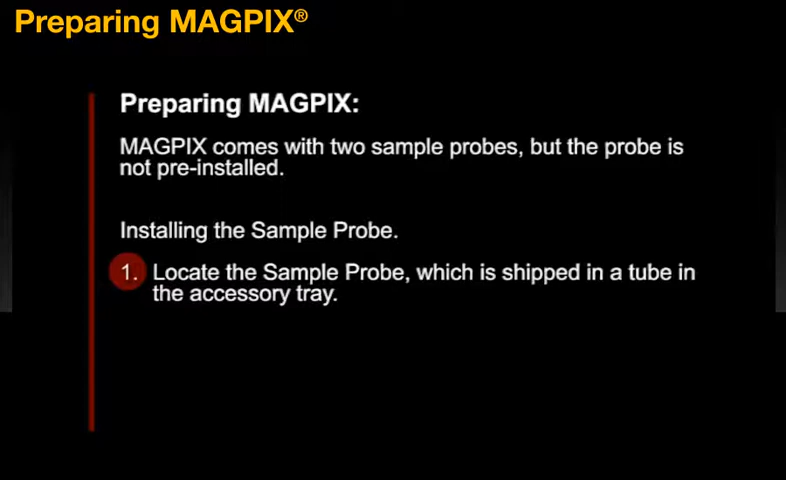 Preparing MAGPIX®
Preparing MAGPIX:
MAGPIX comes with two sample probes, but the probe is
not pre-installed.
Installing the Sample Probe.
1. Locate the Sample Probe, which is shipped in a tube in
the accessory tray.